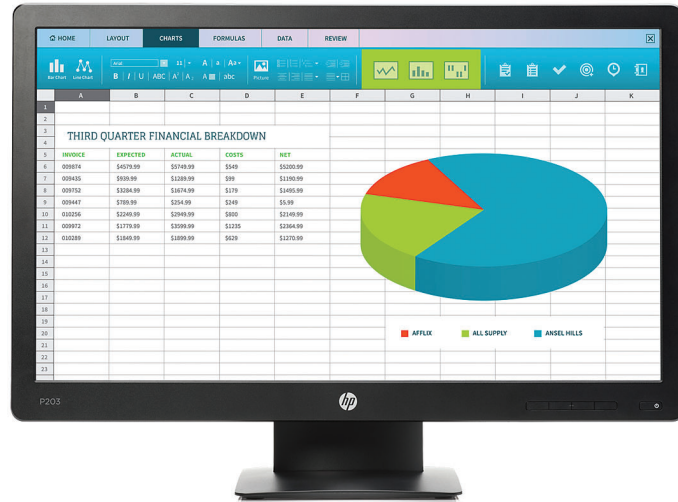 HOME LAYOUT CHARTS FORMULAS DATA REVIEW
Arial 11 A a Aa
Bar Chart Line Chart B I U ABC A A abc Picture
A B C D E F G H I J K
1
2
3 THIRD QUARTER FINANCIAL BREAKDOWN
4
5 INVOICE EXPECTED ACTUAL COSTS NET
6 009874 $4579.99 $5749.99 $549 $5200.99
7 009435 $939.99 $1289.99 $99 $1190.99
8 009752 $3284.99 $1674.99 $179 $1495.99
9 009447 $789.99 $254.99 $249 $5.99
10 010256 $2249.99 $2949.99 $800 $2149.99
11 009972 $1779.99 $3599.99 $1235 $2364.99
12 010289 $1849.99 $1899.99 $629 $1270.99
13
14
15
16
17
18
19
20 AFFLIX ALL SUPPLY ANSEL HILLS
21
22
23
P203 hp